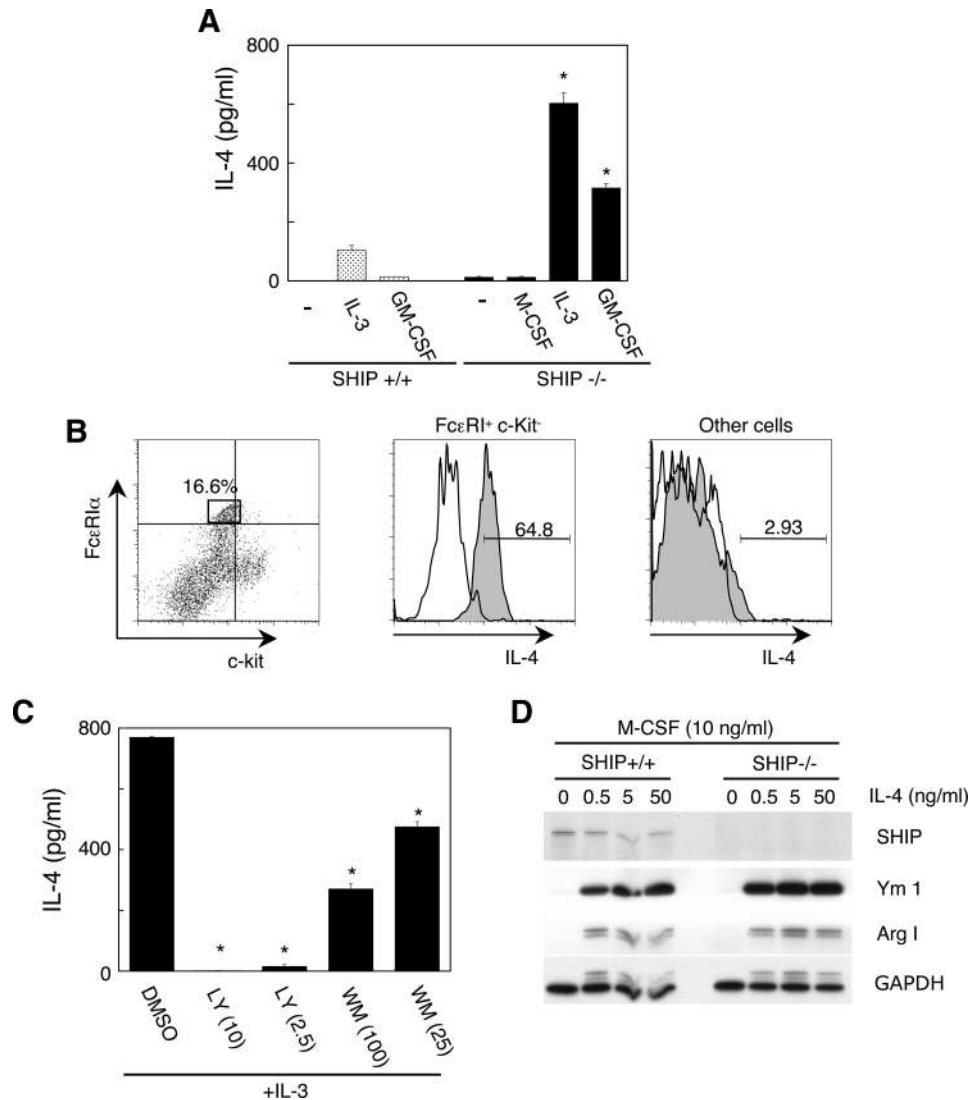 A
IL-4 (pg/ml)
800
400
0
-
IL-3
GM-CSF
-
M-CSF
IL-3
GM-CSF
*
*
SHIP +/+
SHIP -/-
B
FcεRIα
c-kit
16.6%
FcεRI⁺ c-Kit⁻
64.8
IL-4
Other cells
2.93
IL-4
C
IL-4 (pg/ml)
800
400
0
*
*
*
*
DMSO
LY (10)
LY (2.5)
WM (100)
WM (25)
+IL-3
D
M-CSF (10 ng/ml)
SHIP+/+
SHIP-/-
0 0.5 5 50 0 0.5 5 50 IL-4 (ng/ml)
SHIP
Ym 1
Arg I
GAPDH